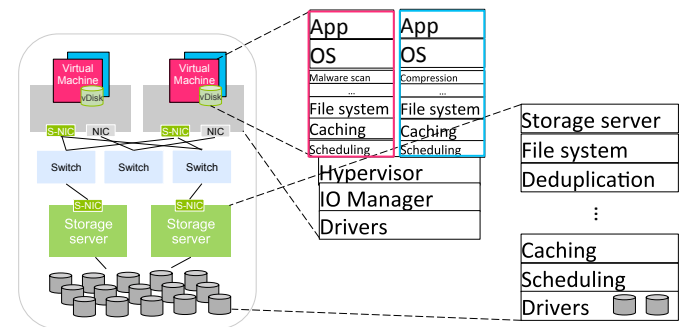 Virtual
Machine
vDisk
Virtual
Machine
vDisk
S-NIC
NIC
S-NIC
NIC
Switch
Switch
Switch
S-NIC
S-NIC
Storage
server
Storage
server
App
OS
Malware scan
...
File system
Caching
Scheduling
App
OS
Compression
...
File system
Caching
Scheduling
Hypervisor
IO Manager
Drivers
Storage server
File system
Deduplication
...
Caching
Scheduling
Drivers